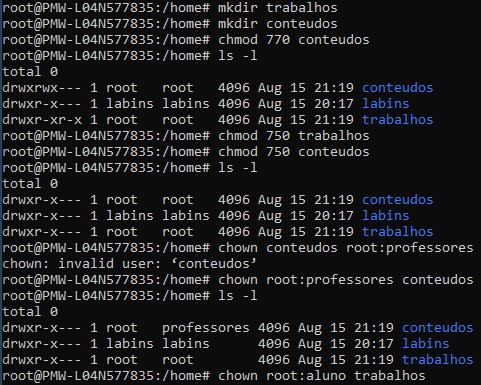 root@PMW-L04N577835:/home# mkdir trabalhos
root@PMW-L04N577835:/home# mkdir conteudos
root@PMW-L04N577835:/home# chmod 770 conteudos
root@PMW-L04N577835:/home# ls -l
total 0
drwxrwx--- 1 root   root   4096 Aug 15 21:19 conteudos
drwxr-x--- 1 labins labins 4096 Aug 15 20:17 labins
drwxr-xr-x 1 root   root   4096 Aug 15 21:19 trabalhos
root@PMW-L04N577835:/home# chmod 750 trabalhos
root@PMW-L04N577835:/home# chmod 750 conteudos
root@PMW-L04N577835:/home# ls -l
total 0
drwxr-x--- 1 root   root   4096 Aug 15 21:19 conteudos
drwxr-x--- 1 labins labins 4096 Aug 15 20:17 labins
drwxr-x--- 1 root   root   4096 Aug 15 21:19 trabalhos
root@PMW-L04N577835:/home# chown conteudos root:professores
chown: invalid user: ‘conteudos’
root@PMW-L04N577835:/home# chown root:professores conteudos
root@PMW-L04N577835:/home# ls -l
total 0
drwxr-x--- 1 root   professores 4096 Aug 15 21:19 conteudos
drwxr-x--- 1 labins labins      4096 Aug 15 20:17 labins
drwxr-x--- 1 root   root        4096 Aug 15 21:19 trabalhos
root@PMW-L04N577835:/home# chown root:aluno trabalhos